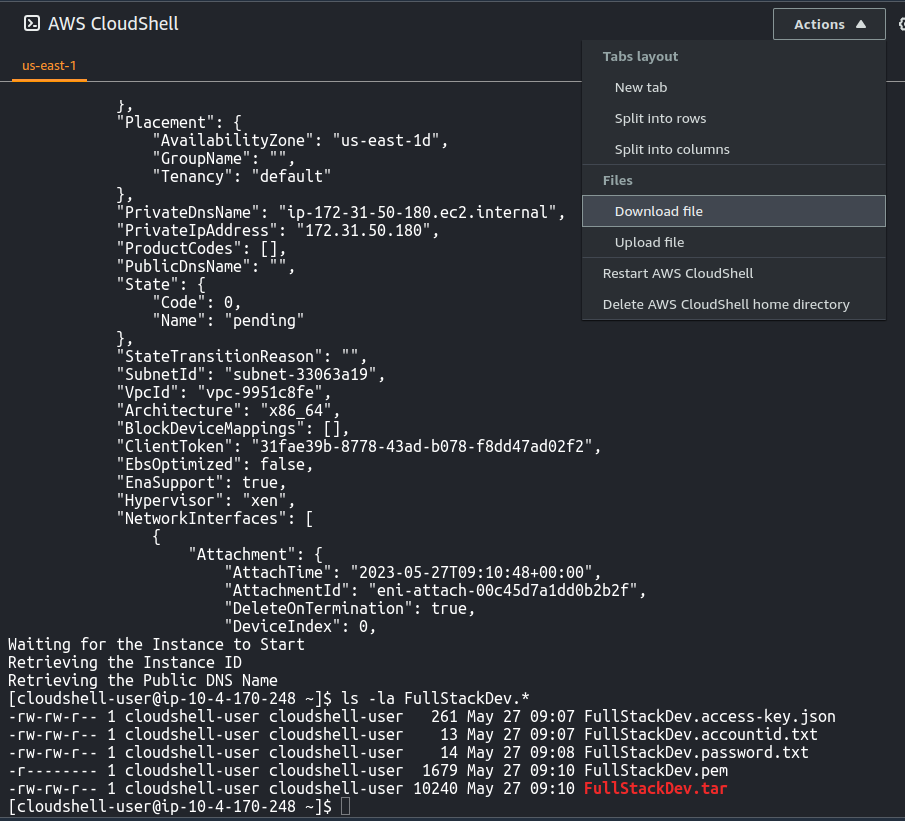 AWS CloudShell
Actions
us-east-1
Tabs layout
New tab
Split into rows
Split into columns
Files
Download file
Upload file
Restart AWS CloudShell
Delete AWS CloudShell home directory
            },
            "Placement": {
                "AvailabilityZone": "us-east-1d",
                "GroupName": "",
                "Tenancy": "default"
            },
            "PrivateDnsName": "ip-172-31-50-180.ec2.internal",
            "PrivateIpAddress": "172.31.50.180",
            "ProductCodes": [],
            "PublicDnsName": "",
            "State": {
                "Code": 0,
                "Name": "pending"
            },
            "StateTransitionReason": "",
            "SubnetId": "subnet-33063a19",
            "VpcId": "vpc-9951c8fe",
            "Architecture": "x86_64",
            "BlockDeviceMappings": [],
            "ClientToken": "31fae39b-8778-43ad-b078-f8dd47ad02f2",
            "EbsOptimized": false,
            "EnaSupport": true,
            "Hypervisor": "xen",
            "NetworkInterfaces": [
                {
                    "Attachment": {
                        "AttachTime": "2023-05-27T09:10:48+00:00",
                        "AttachmentId": "eni-attach-00c45d7a1dd0b2b2f",
                        "DeleteOnTermination": true,
                        "DeviceIndex": 0,
Waiting for the Instance to Start
Retrieving the Instance ID
Retrieving the Public DNS Name
[cloudshell-user@ip-10-4-170-248 ~]$ ls -la FullStackDev.*
-rw-rw-r-- 1 cloudshell-user cloudshell-user   261 May 27 09:07 FullStackDev.access-key.json
-rw-rw-r-- 1 cloudshell-user cloudshell-user    13 May 27 09:07 FullStackDev.accountid.txt
-rw-rw-r-- 1 cloudshell-user cloudshell-user    14 May 27 09:08 FullStackDev.password.txt
-r-------- 1 cloudshell-user cloudshell-user  1679 May 27 09:10 FullStackDev.pem
-rw-rw-r-- 1 cloudshell-user cloudshell-user 10240 May 27 09:10 FullStackDev.tar
[cloudshell-user@ip-10-4-170-248 ~]$